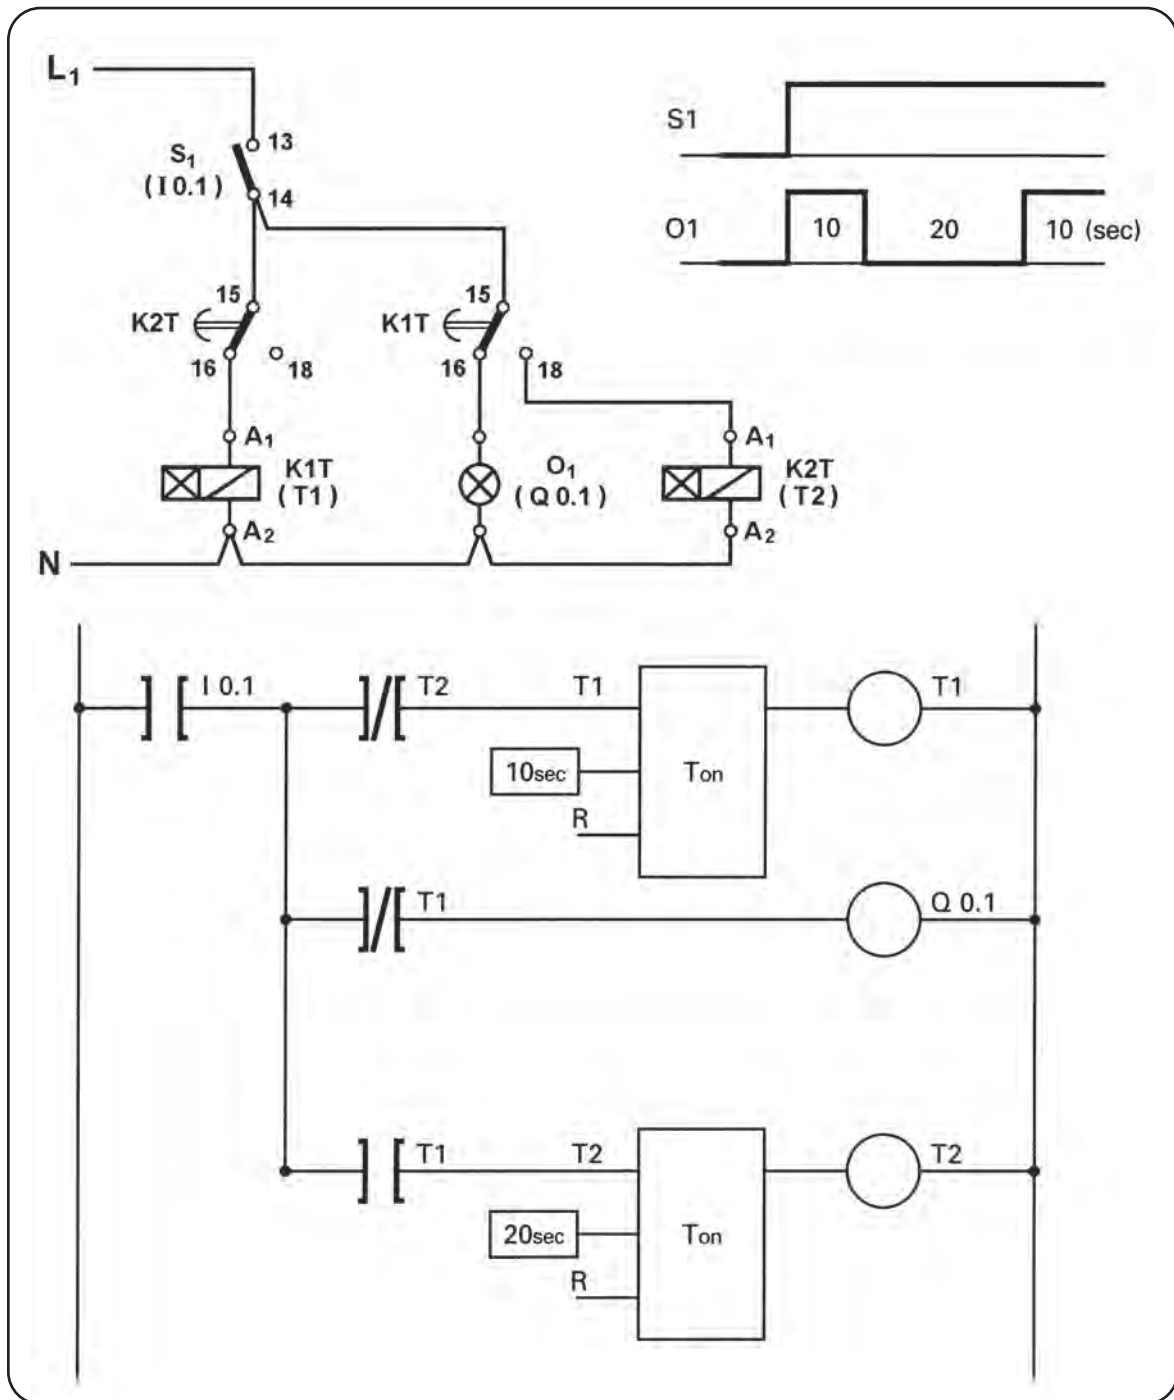 L1
13
S1
(I 0.1)
14
S1
O1
10
20
10 (sec)
15
K2T
16
18
15
K1T
16
18
A1
K1T
(T1)
A2
O1
(Q 0.1)
A1
K2T
(T2)
A2
N
I 0.1
T2
T1
T1
10sec
Ton
R
T1
Q 0.1
T1
T2
T2
20sec
Ton
R